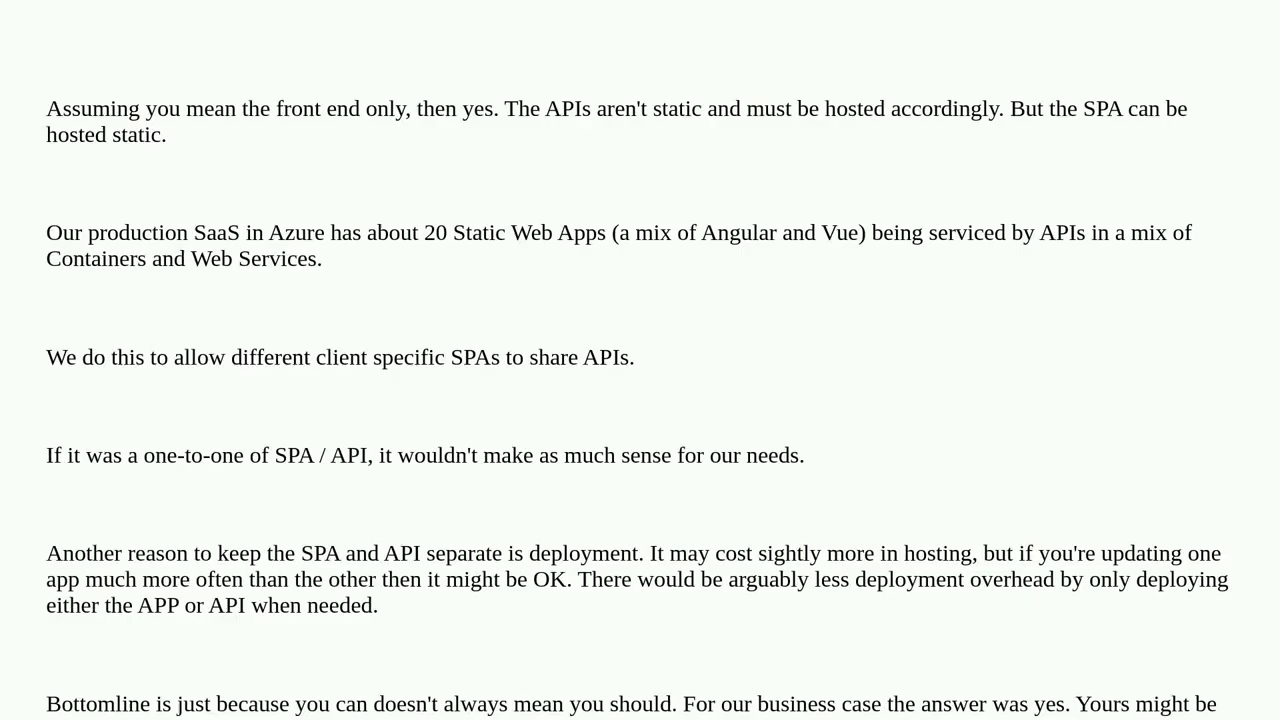 Assuming you mean the front end only, then yes. The APIs aren't static and must be hosted accordingly. But the SPA can be
hosted static.
Our production SaaS in Azure has about 20 Static Web Apps (a mix of Angular and Vue) being serviced by APIs in a mix of
Containers and Web Services.
We do this to allow different client specific SPAs to share APIs.
If it was a one-to-one of SPA / API, it wouldn't make as much sense for our needs.
Another reason to keep the SPA and API separate is deployment. It may cost sightly more in hosting, but if you're updating one
app much more often than the other then it might be OK. There would be arguably less deployment overhead by only deploying
either the APP or API when needed.
Bottomline is just because you can doesn't always mean you should. For our business case the answer was yes. Yours might be